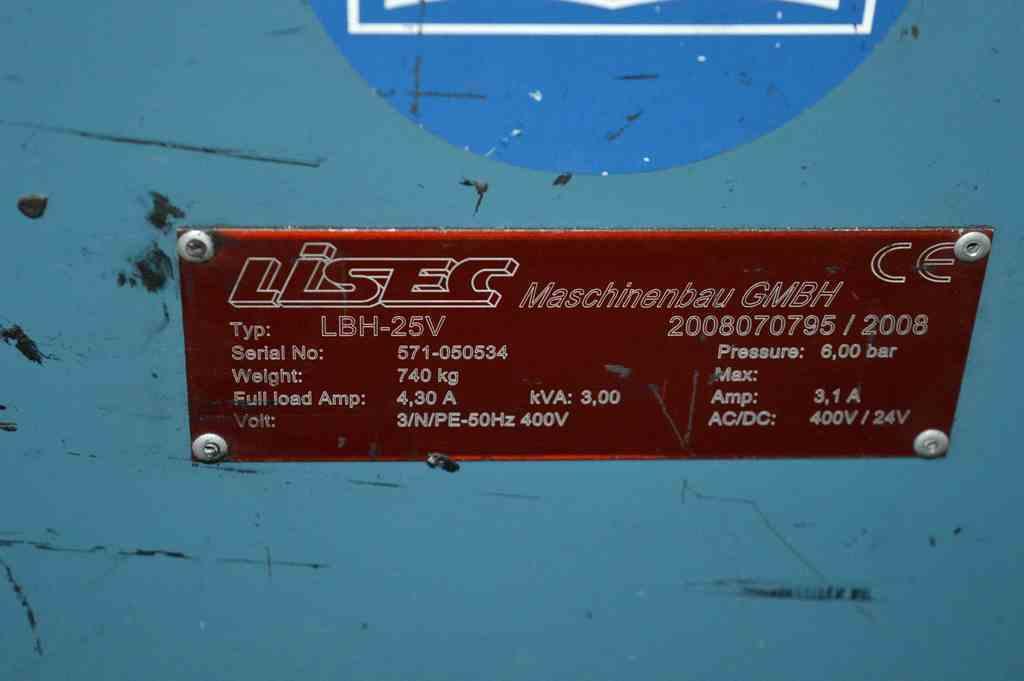 LiSEC Maschinenbau GMBH CE
Typ: LBH-25V 2008070795 / 2008
Serial No: 571-050534 Pressure: 6,00 bar
Weight: 740 kg Max:
Full load Amp: 4,30 A kVA: 3,00 Amp: 3,1 A
Volt: 3/N/PE-50Hz 400V AC/DC: 400V / 24V